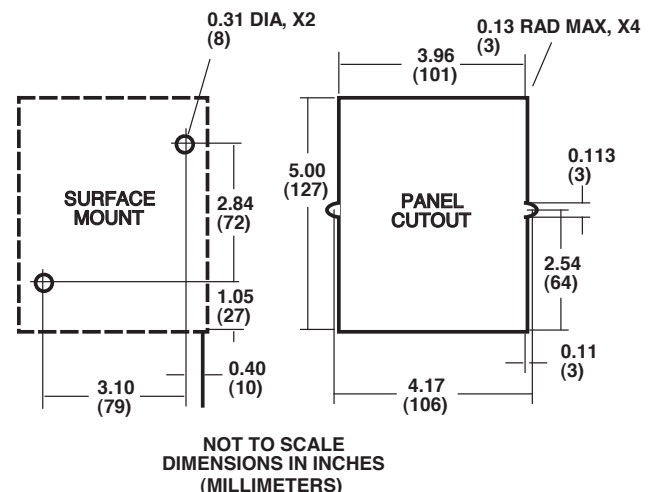 0.31 DIA, X2
(8)
0.13 RAD MAX, X4
(3)
3.96
(101)
5.00
(127)
0.113
(3)
SURFACE
MOUNT
2.84
(72)
PANEL
CUTOUT
2.54
(64)
1.05
(27)
0.40
(10)
0.11
(3)
3.10
(79)
4.17
(106)
NOT TO SCALE
DIMENSIONS IN INCHES
(MILLIMETERS)